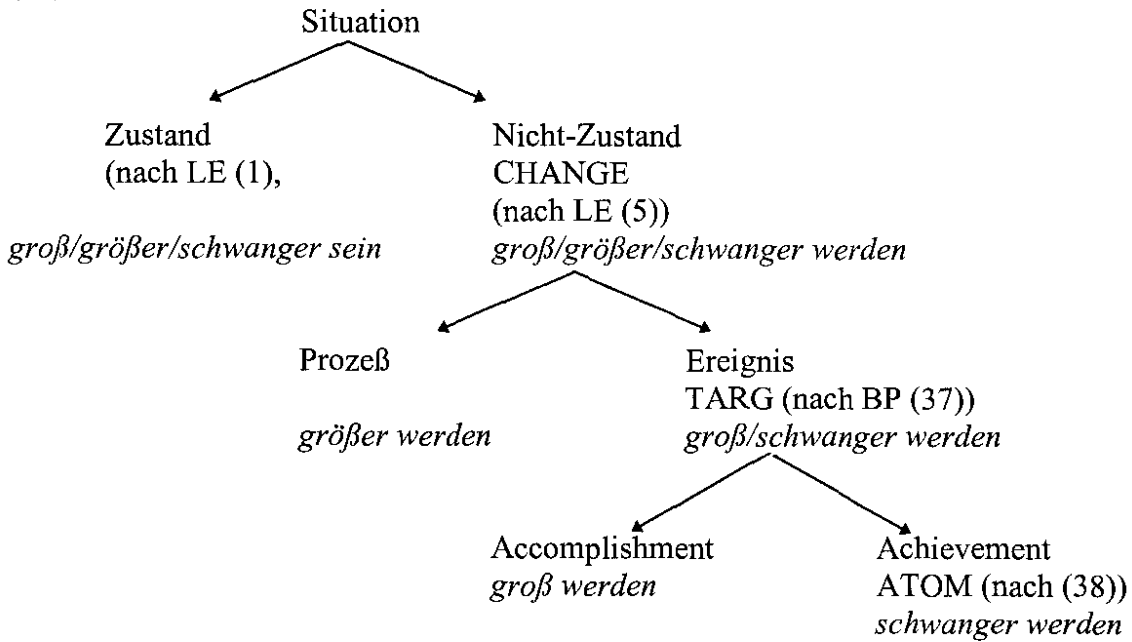 Situation
Zustand
(nach LE (1),
groß/größer/schwanger sein
Nicht-Zustand
CHANGE
(nach LE (5))
groß/größer/schwanger werden
Prozeß
größer werden
Ereignis
TARG (nach BP (37))
groß/schwanger werden
Accomplishment
groß werden
Achievement
ATOM (nach (38))
schwanger werden